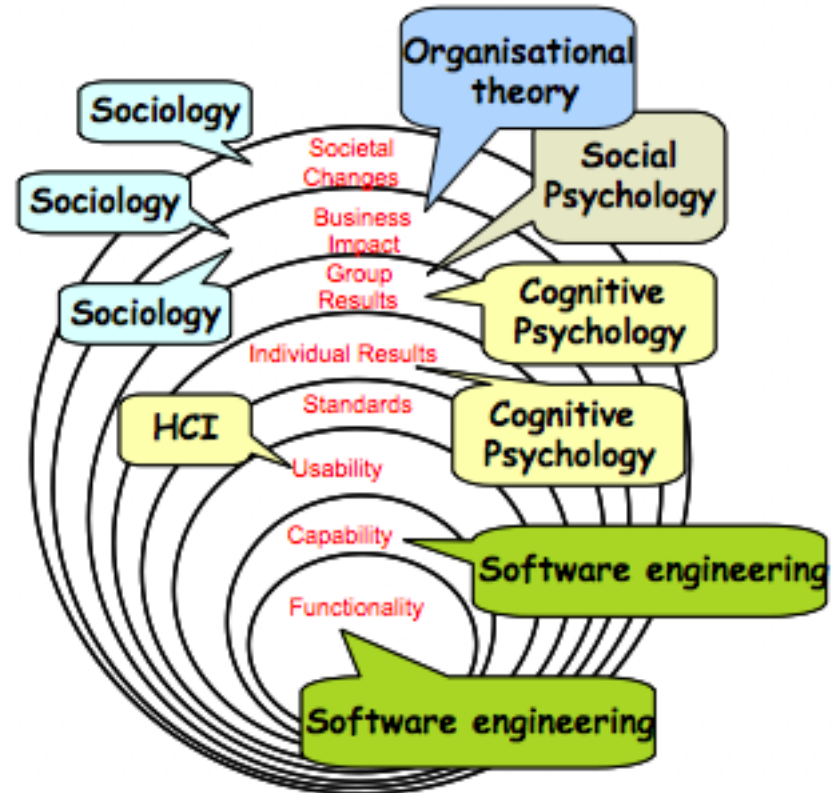 Organisational
theory
Sociology
Societal
Changes
Social
Psychology
Sociology
Business
Impact
Group
Results
Cognitive
Psychology
Sociology
Individual Results
Standards
Cognitive
Psychology
HCI
Usability
Capability
Software engineering
Functionality
Software engineering